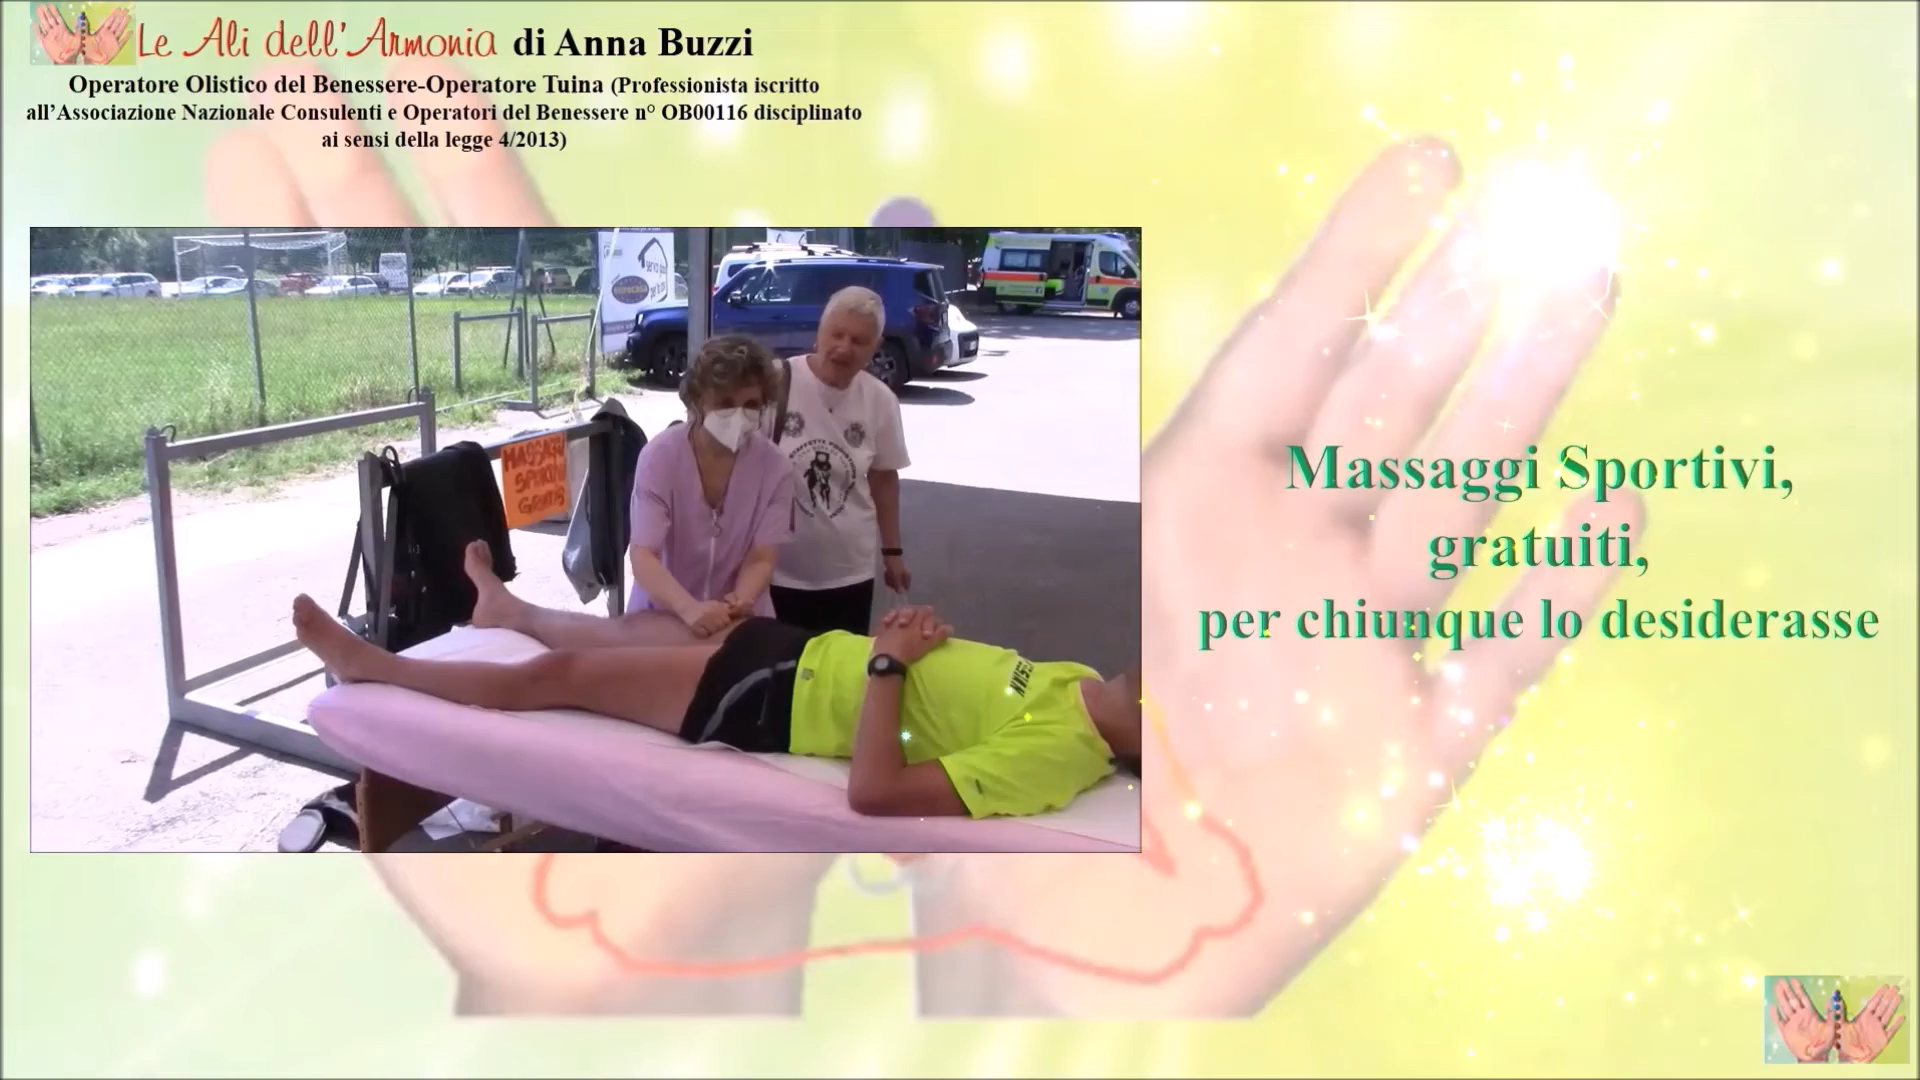 Le Ali dell'Armonia di Anna Buzzi
Operatore Olistico del Benessere-Operatore Tuina (Professionista iscritto
all'Associazione Nazionale Consulenti e Operatori del Benessere n° OB00116 disciplinato
ai sensi della legge 4/2013)
MASSAGGI
SPORTIVI
GRATIS
Massaggi Sportivi,
gratuiti,
per chiunque lo desiderasse